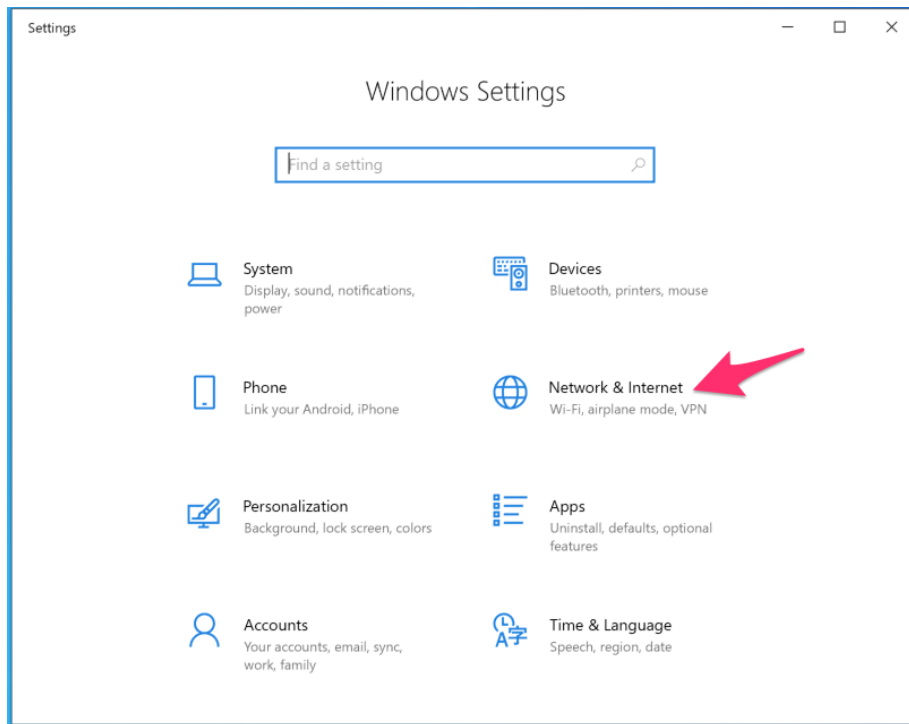 Settings
Windows Settings
Find a setting
System
Display, sound, notifications,
power
Devices
Bluetooth, printers, mouse
Phone
Link your Android, iPhone
Network & Internet
Wi-Fi, airplane mode, VPN
Personalization
Background, lock screen, colors
Apps
Uninstall, defaults, optional
features
Accounts
Your accounts, email, sync,
work, family
Time & Language
Speech, region, date